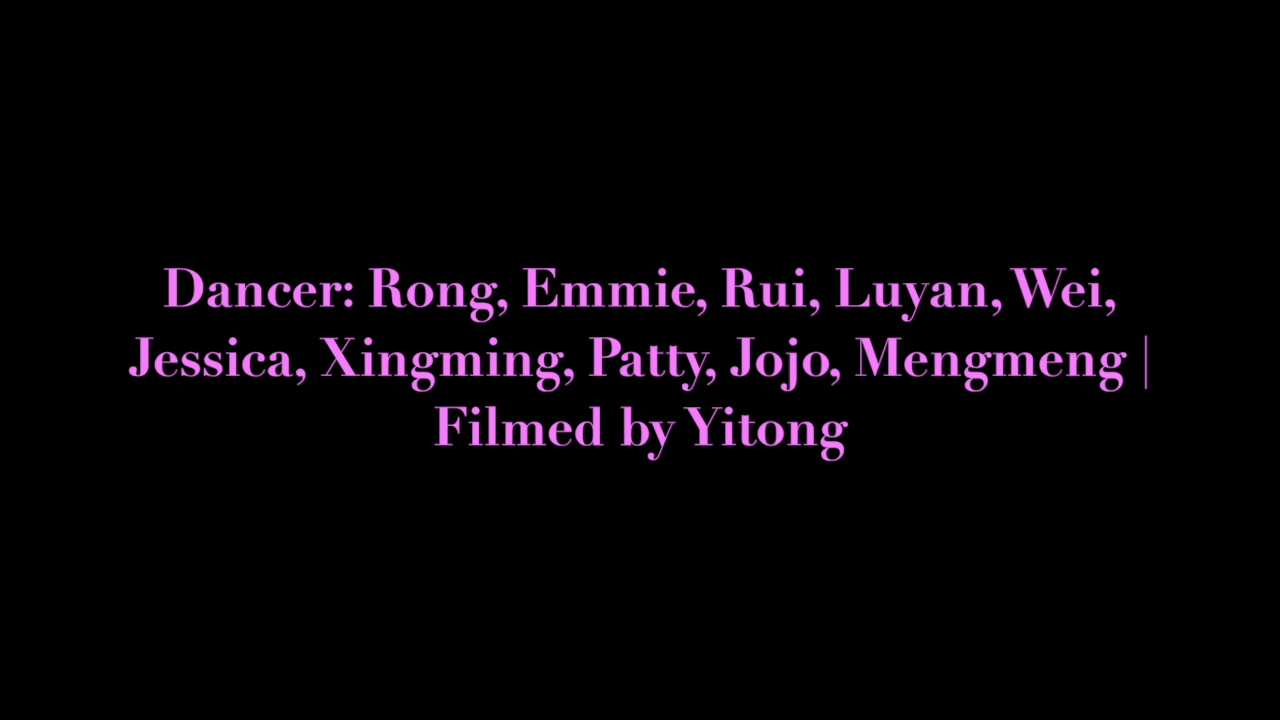 Dancer: Rong, Emmie, Rui, Luyan, Wei,
Jessica, Xingming, Patty, Jojo, Mengmeng |
Filmed by Yitong